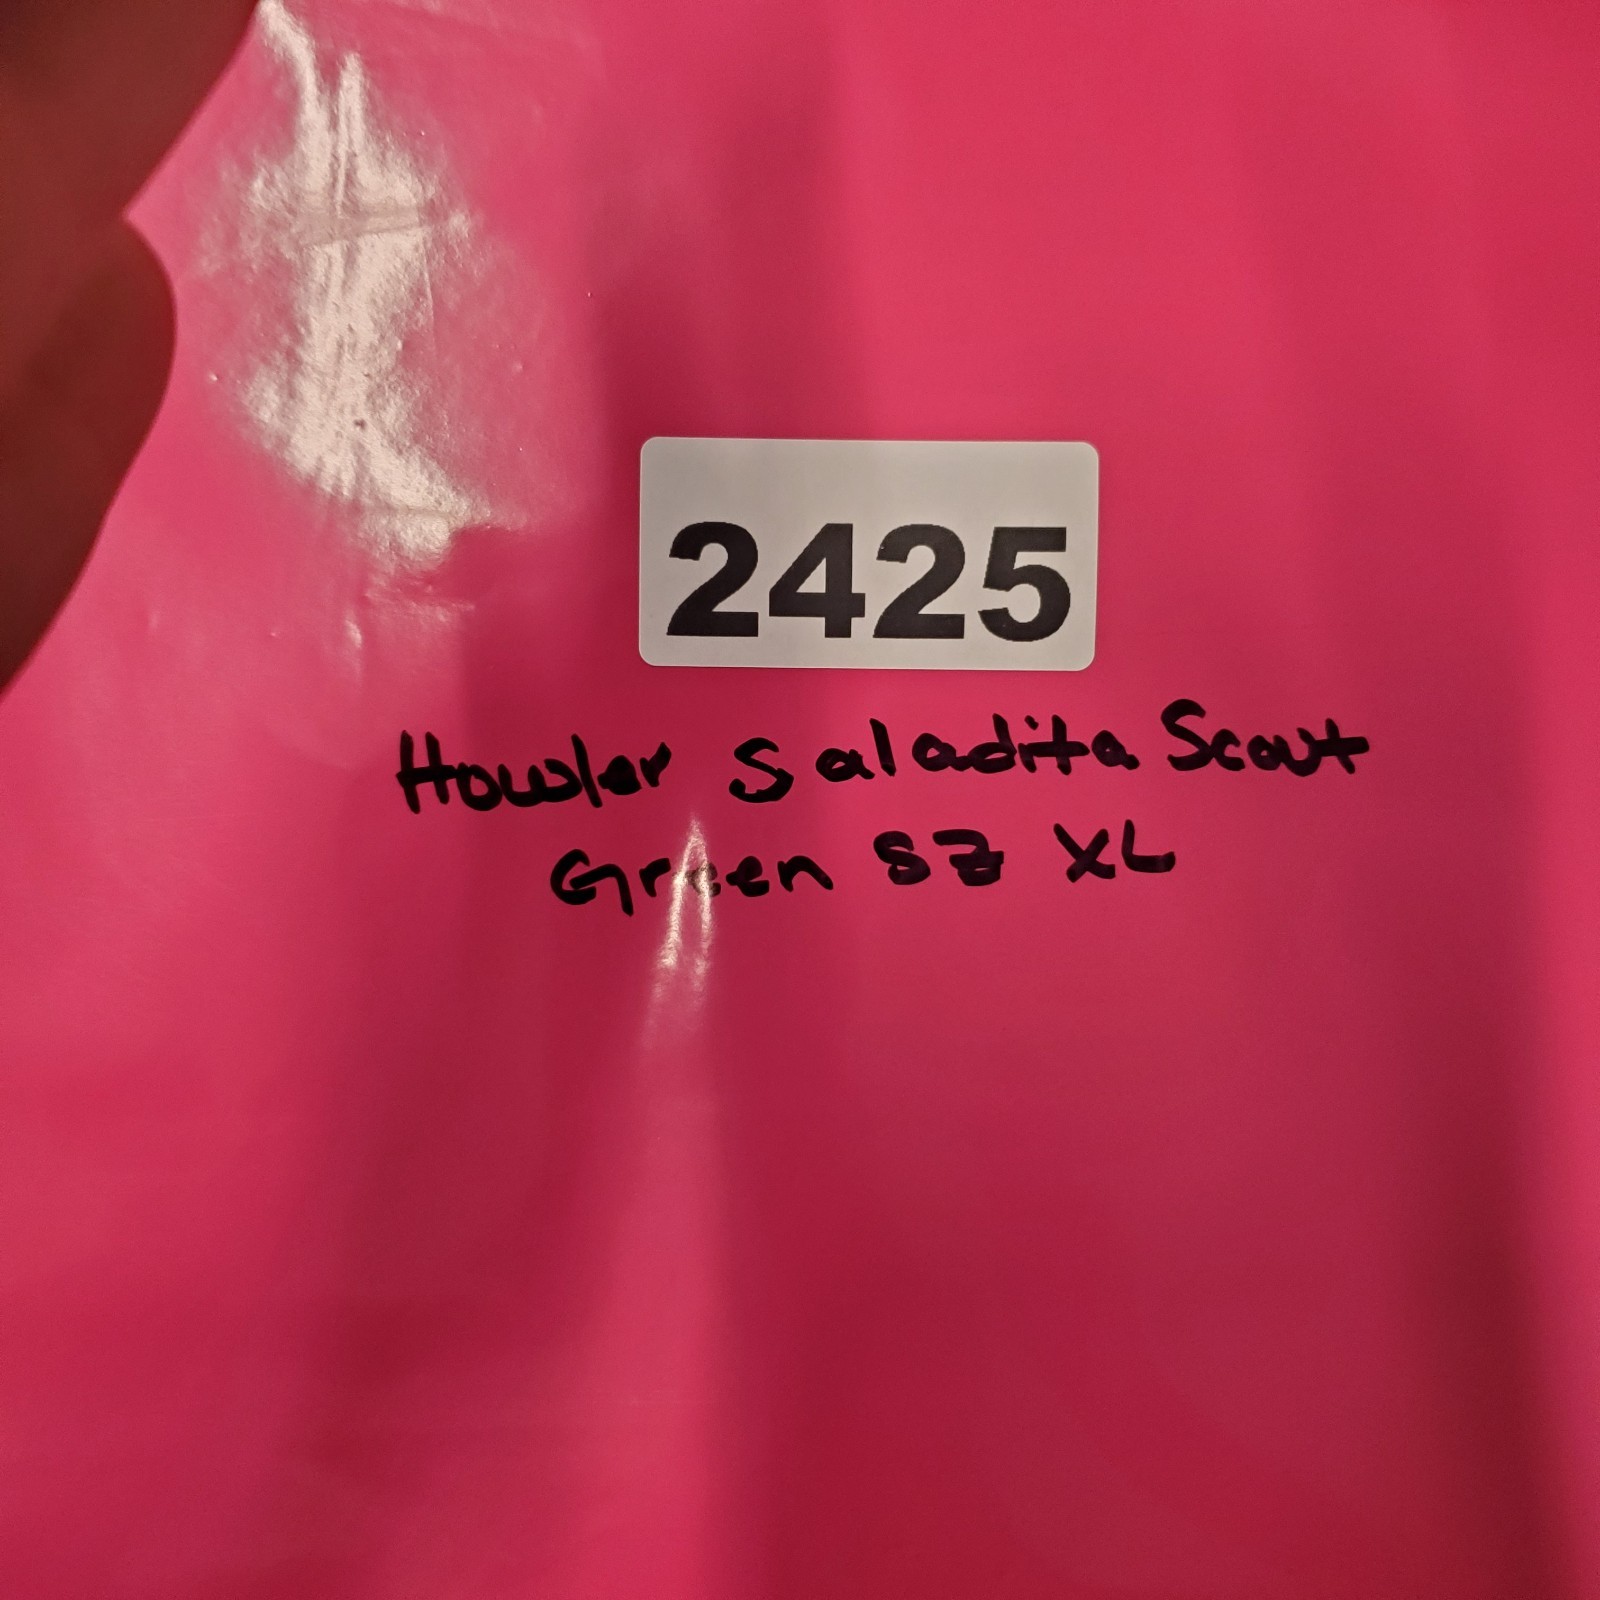 2425
Howler Saladita Scout
Green SZ XL